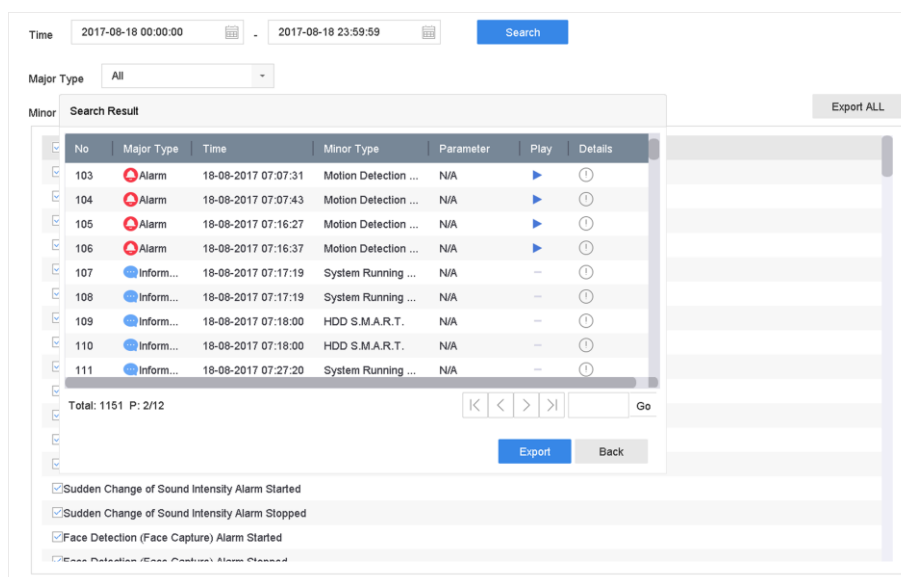 Time 2017-08-18 00:00:00 - 2017-08-18 23:59:59 Search
Major Type All
Minor Search Result Export ALL
No Major Type Time Minor Type Parameter Play Details
103 Alarm 18-08-2017 07:07:31 Motion Detection ... N/A
104 Alarm 18-08-2017 07:07:43 Motion Detection ... N/A
105 Alarm 18-08-2017 07:16:27 Motion Detection ... N/A
106 Alarm 18-08-2017 07:16:37 Motion Detection ... N/A
107 Inform... 18-08-2017 07:17:19 System Running ... N/A
108 Inform... 18-08-2017 07:17:19 System Running ... N/A
109 Inform... 18-08-2017 07:18:00 HDD S.M.A.R.T. N/A
110 Inform... 18-08-2017 07:18:00 HDD S.M.A.R.T. N/A
111 Inform... 18-08-2017 07:27:20 System Running ... N/A
Total: 1151 P: 2/12 Go
Export Back
Sudden Change of Sound Intensity Alarm Started
Sudden Change of Sound Intensity Alarm Stopped
Face Detection (Face Capture) Alarm Started
Face Detection (Face Capture) Alarm Stopped